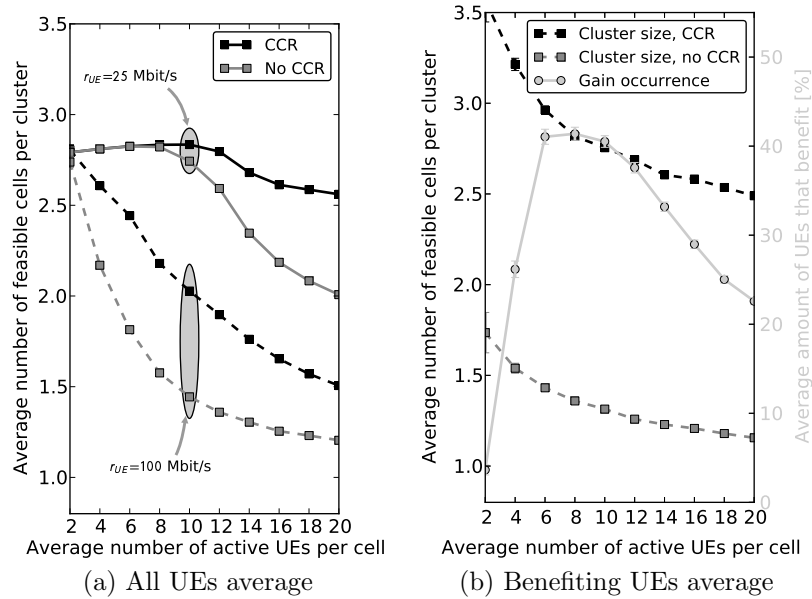 3.5
3.0
2.5
2.0
1.5
1.0
Average number of feasible cells per cluster
CCR
No CCR
rUE=25 Mbit/s
rUE=100 Mbit/s
2 4 6 8 10 12 14 16 18 20
Average number of active UEs per cell
(a) All UEs average
3.5
3.0
2.5
2.0
1.5
1.0
Average number of feasible cells per cluster
Cluster size, CCR
Cluster size, no CCR
Gain occurrence
50
40
30
20
10
0
Average amount of UEs that benefit [%]
2 4 6 8 10 12 14 16 18 20
Average number of active UEs per cell
(b) Benefiting UEs average